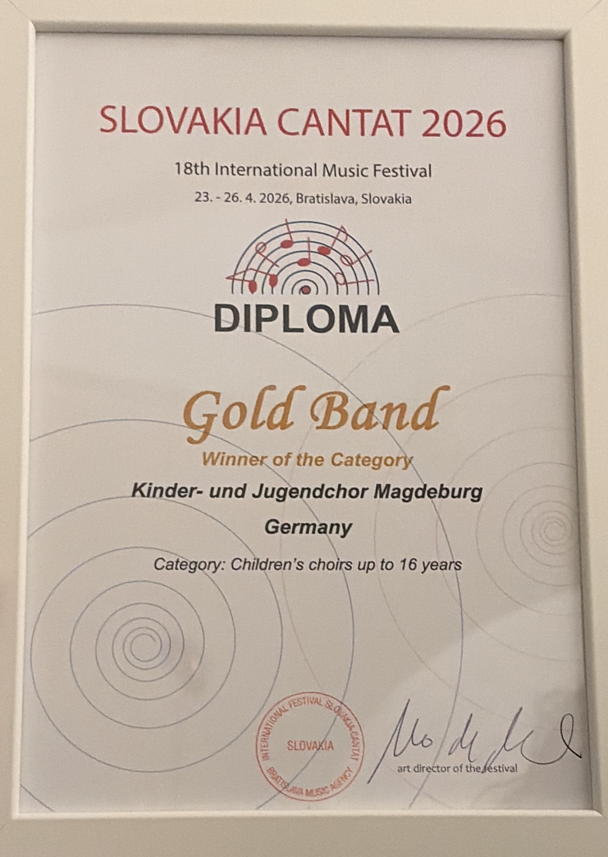 SLOVAKIA CANTAT 2026
18th International Music Festival
23. - 26. 4. 2026, Bratislava, Slovakia
DIPLOMA
Gold Band
Winner of the Category
Kinder- und Jugendchor Magdeburg
Germany
Category: Children's choirs up to 16 years
INTERNATIONAL FESTIVAL SLOVAKIA CANTAT
SLOVAKIA
BRATISLAVA MUSIC AGENCY
art director of the festival